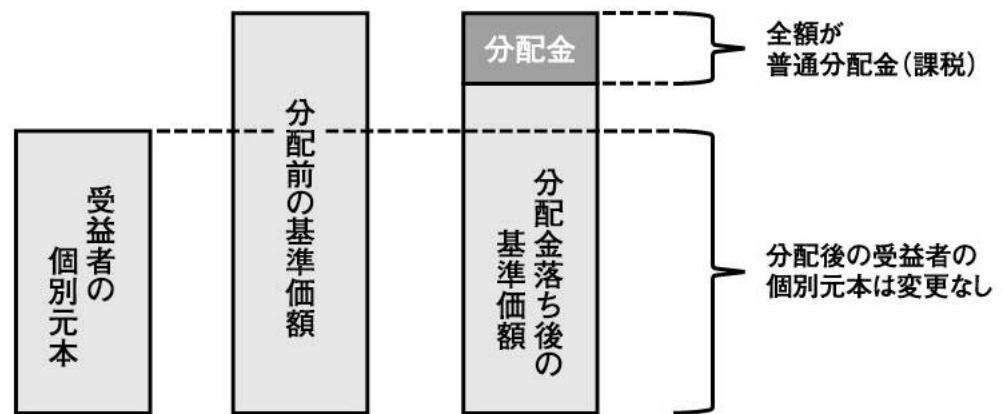 受益者の
個別元本
分配前の基準価額
分配金
分配金落ち後の
基準価額
全額が
普通分配金（課税）
分配後の受益者の
個別元本は変更なし